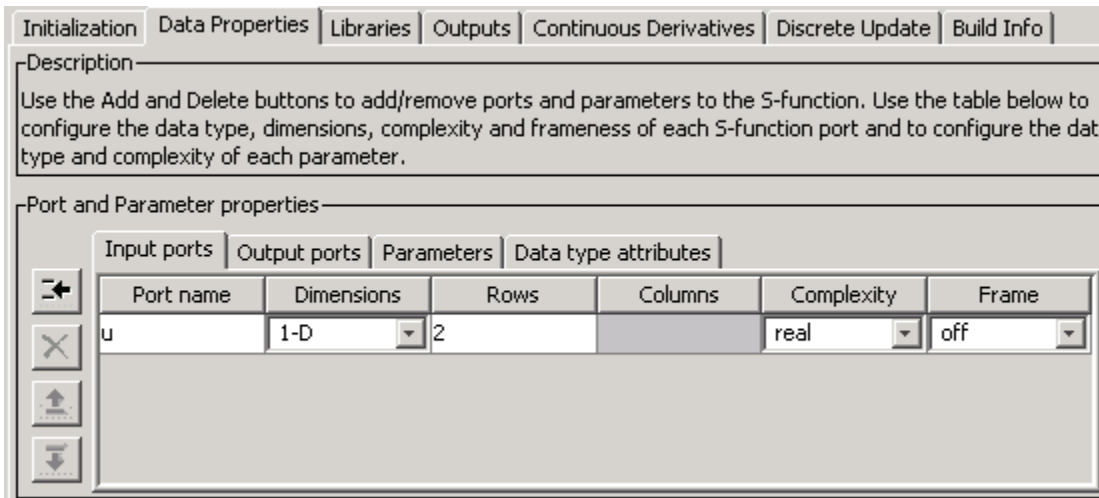 Initialization Data Properties Libraries Outputs Continuous Derivatives Discrete Update Build Info
Description
Use the Add and Delete buttons to add/remove ports and parameters to the S-function. Use the table below to
configure the data type, dimensions, complexity and frameness of each S-function port and to configure the dat
type and complexity of each parameter.
Port and Parameter properties
Input ports Output ports Parameters Data type attributes
Port name Dimensions Rows Columns Complexity Frame
u 1-D 2 real off